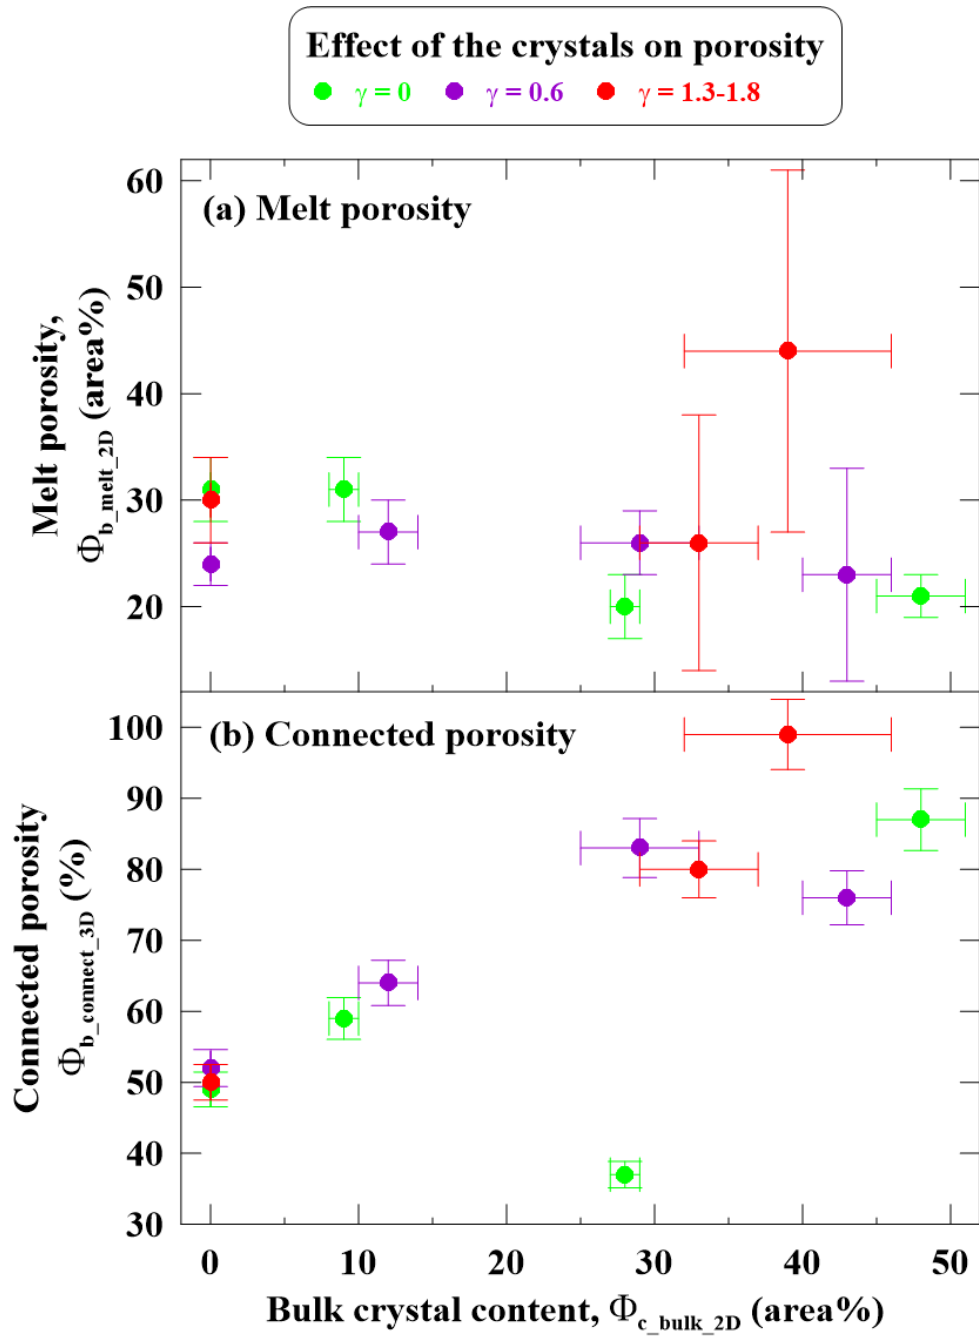 Effect of the crystals on porosity
γ = 0 γ = 0.6 γ = 1.3-1.8
(a) Melt porosity
60
50
40
30
20
Melt porosity,
Φb_melt_2D (area%)
(b) Connected porosity
100
90
80
70
60
50
40
30
Connected porosity
Φb_connect_3D (%)
0 10 20 30 40 50
Bulk crystal content, Φc_bulk_2D (area%)